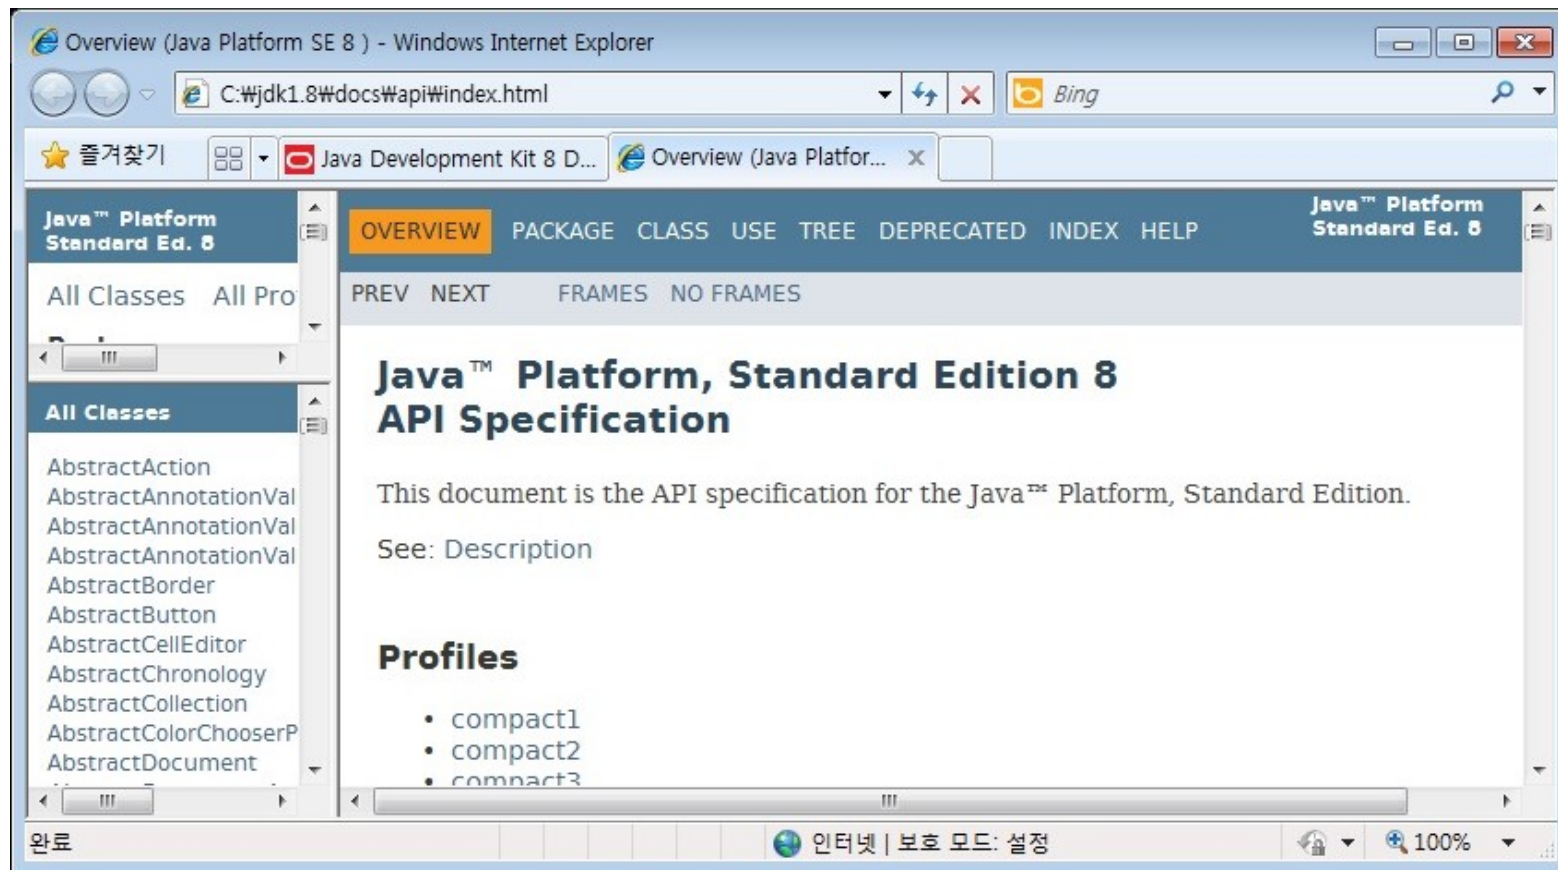 Overview (Java Platform SE 8 ) - Windows Internet Explorer
C:₩jdk1.8₩docs₩api₩index.html
Bing
즐겨찾기
Java Development Kit 8 D...
Overview (Java Platfor...
Java™ Platform
Standard Ed. 8
All Classes All Pro
All Classes
AbstractAction
AbstractAnnotationVal
AbstractAnnotationVal
AbstractAnnotationVal
AbstractBorder
AbstractButton
AbstractCellEditor
AbstractChronology
AbstractCollection
AbstractColorChooserP
AbstractDocument
OVERVIEW PACKAGE CLASS USE TREE DEPRECATED INDEX HELP
Java™ Platform
Standard Ed. 8
PREV NEXT FRAMES NO FRAMES
Java™ Platform, Standard Edition 8
API Specification
This document is the API specification for the Java™ Platform, Standard Edition.
See: Description
Profiles
• compact1
• compact2
• compact3
완료
인터넷 | 보호 모드: 설정
100%